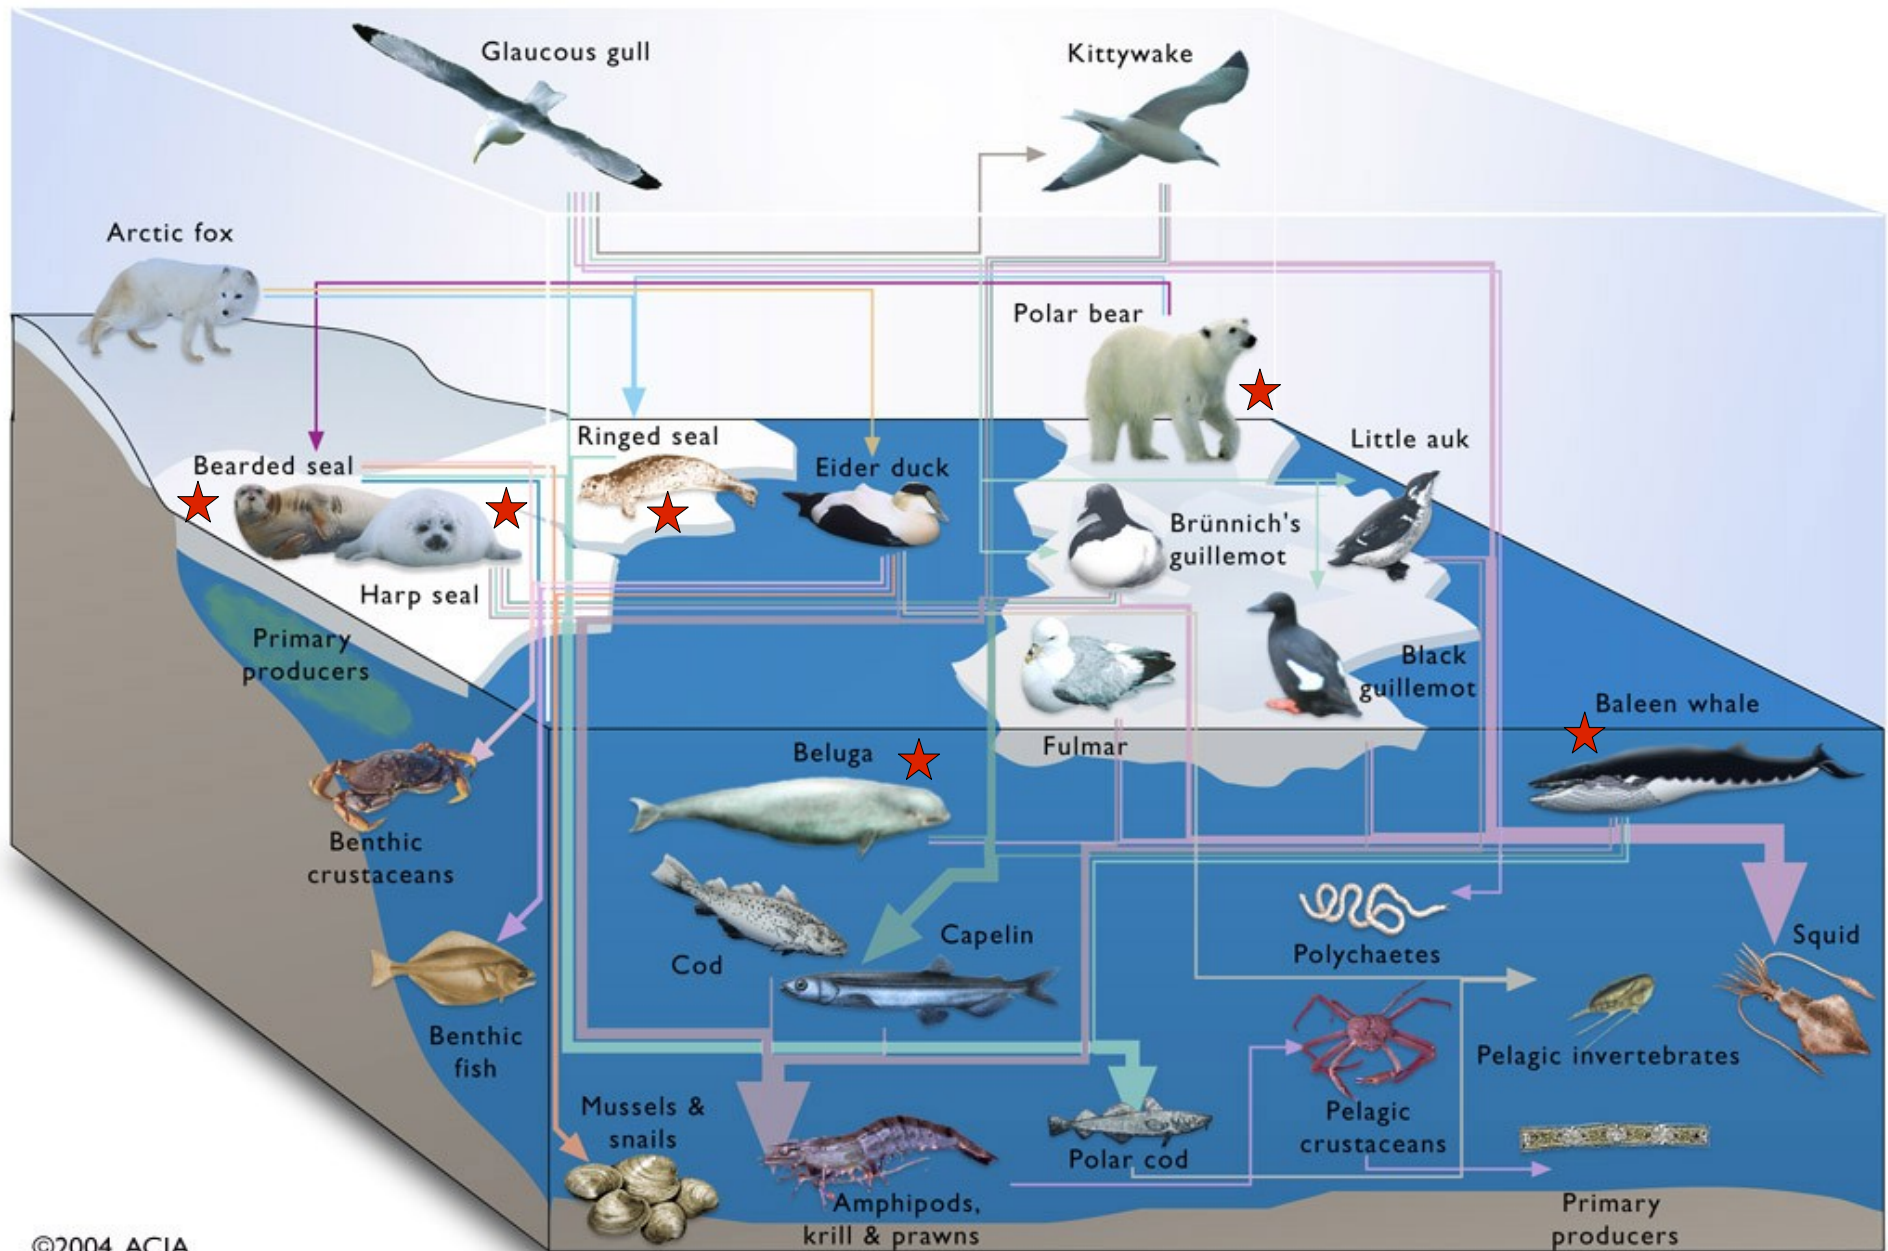 Glaucous gull
Kittywake
Arctic fox
Polar bear
Ringed seal
Little auk
Bearded seal
Eider duck
Brünnich's
guillemot
Harp seal
Primary
producers
Black
guillemot
Baleen whale
Beluga
Fulmar
Benthic
crustaceans
Capelin
Squid
Cod
Polychaetes
Benthic
fish
Pelagic invertebrates
Mussels &
snails
Pelagic
crustaceans
Polar cod
Amphipods,
krill & prawns
Primary
producers
©2004 ACIA